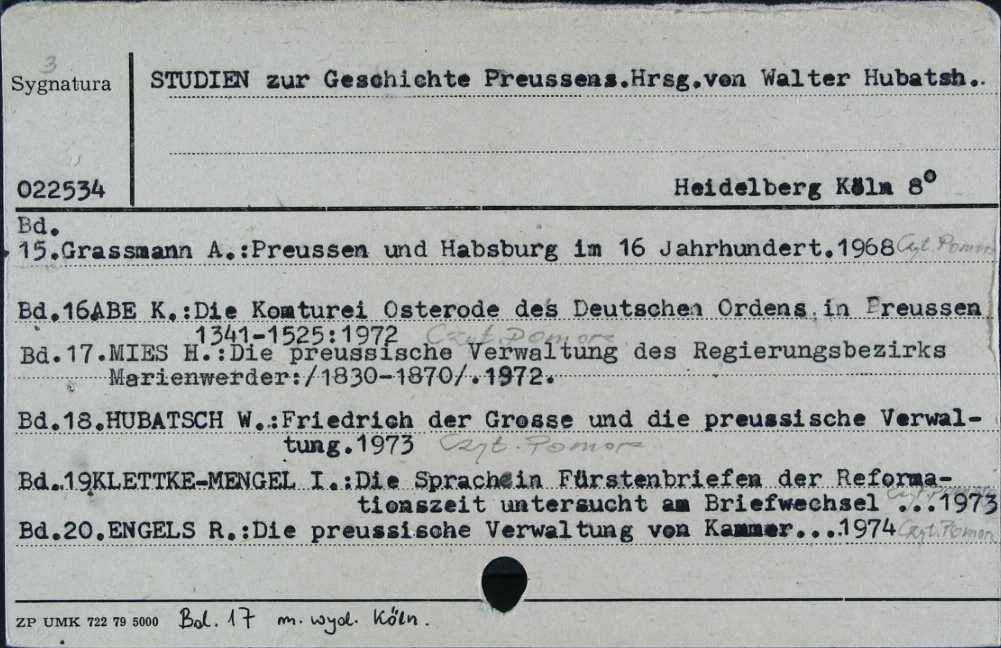 3
Sygnatura
STUDIEN zur Geschichte Preussens.Hrsg.von Walter Hubatsh..
022534
Heidelberg Köln 8°
Bd.
15.Grassmann A.:Preussen und Habsburg im 16 Jahrhundert.1968 Czyt. Pomorz
Bd.16ABE K.:Die Komturei Osterode des Deutschen Ordens in Preussen
1341-1525:1972 Czyt. Pomorz
Bd.17.MIES H.:Die preussische Verwaltung des Regierungsbezirks
Marienwerder:/1830-1870/.1972.
Bd.18.HUBATSCH W.:Friedrich der Grosse und die preussische Verwal-
tung.1973 Czyt. Pomorz
Bd.19KLETTKE-MENGEL I.:Die Sprachein Fürstenbriefen der Reforma-
tionszeit untersucht am Briefwechsel ...1973
Bd.20.ENGELS R.:Die preussische Verwaltung von Kammer....1974 Czyt. Pomorz
ZP UMK 722 79 5000 Bd. 17 m. wyd. Köln.